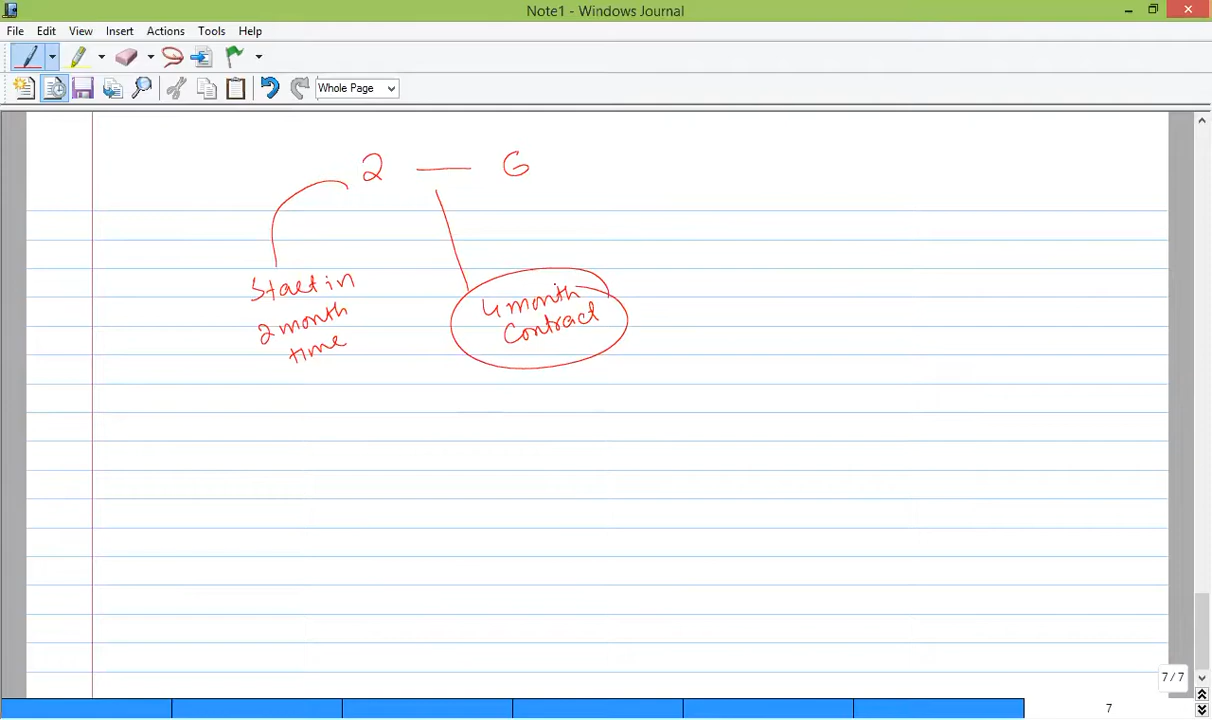 Note1 - Windows Journal
File Edit View Insert Actions Tools Help
Whole Page
2 — 6
Start in
2 month
time
4 month
Contract
7 / 7
7